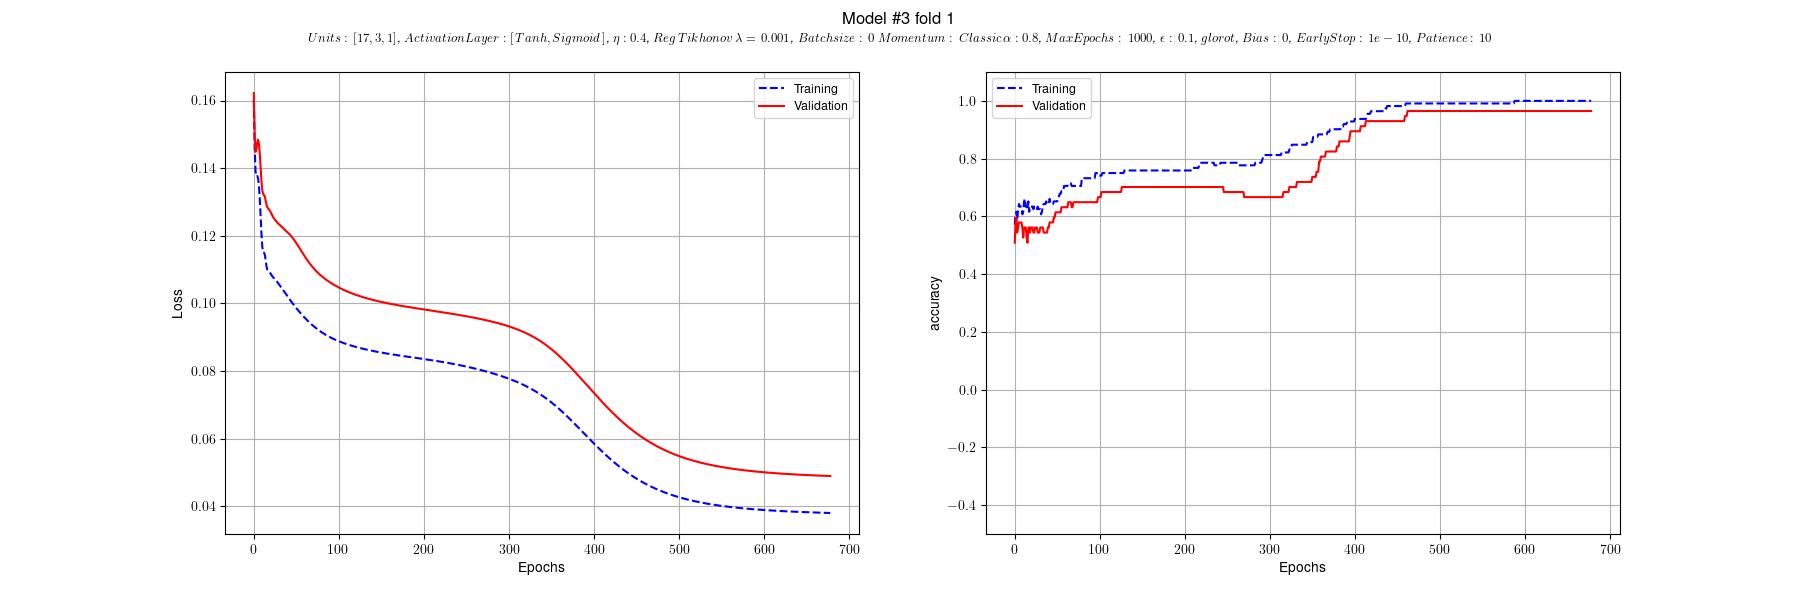 Model #3 fold 1
Units : [17, 3, 1], ActivationLayer : [Tanh, Sigmoid], η : 0.4, Reg Tikhonov λ = 0.001, Batchsize : 0 Momentum : Classicα : 0.8, MaxEpochs : 1000, ϵ : 0.1, glorot, Bias : 0, EarlyStop : 1e − 10, Patience : 10
Training
Validation
0.16
0.14
0.12
0.10
0.08
0.06
0.04
Loss
0 100 200 300 400 500 600 700
Epochs
Training
Validation
1.0
0.8
0.6
0.4
0.2
0.0
−0.2
−0.4
accuracy
0 100 200 300 400 500 600 700
Epochs